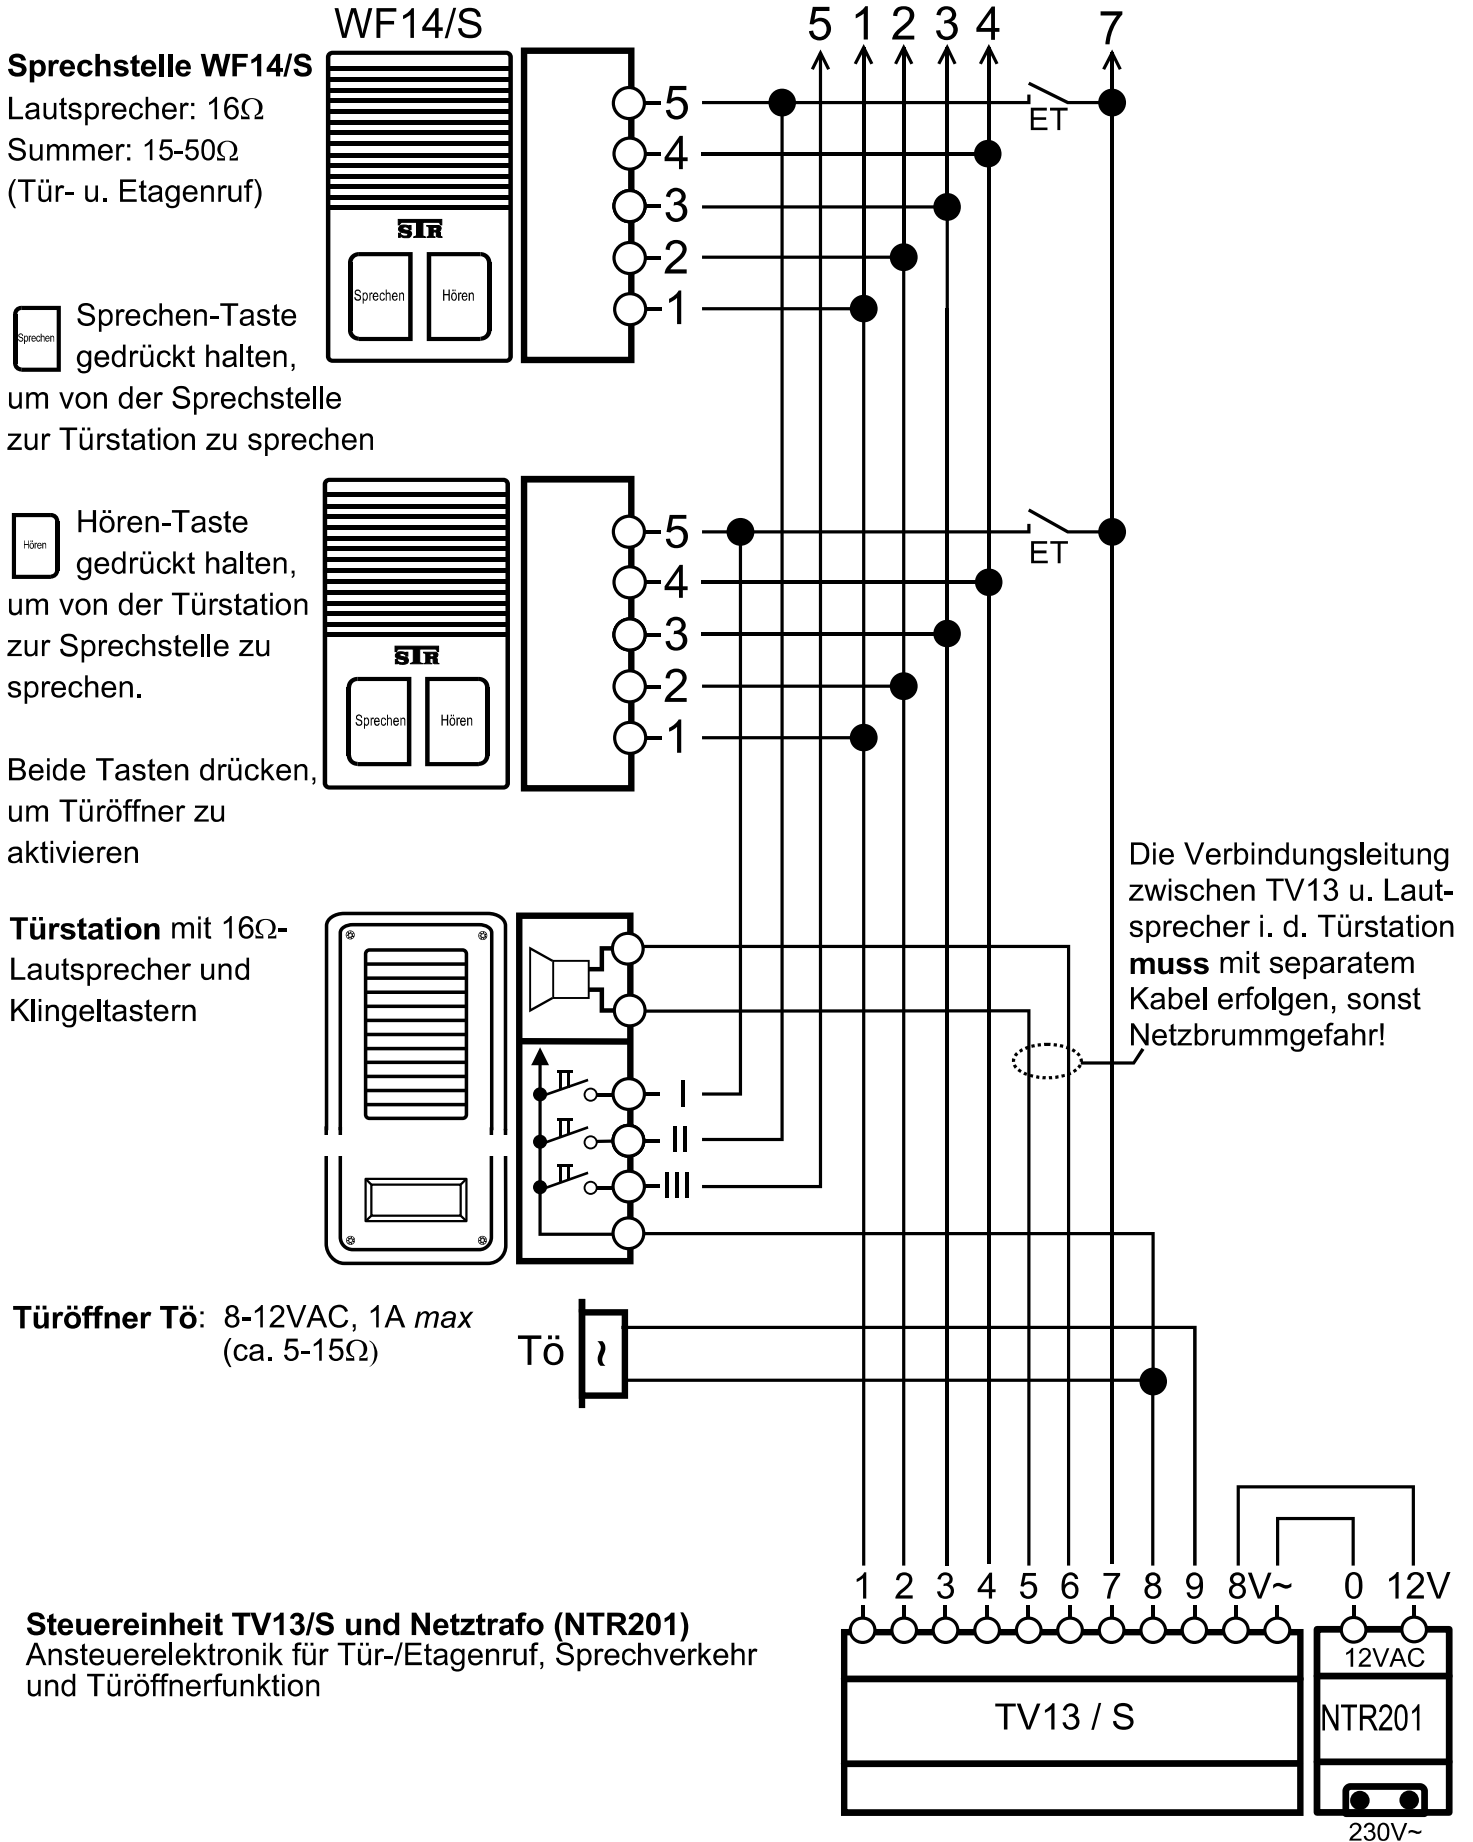 WF14/S
5 1 2 3 4 7
Sprechstelle WF14/S
Lautsprecher: 16Ω
Summer: 15-50Ω
(Tür- u. Etagenruf)
5
4
3
2
1
ET
STR
Sprechen Hören
Sprechen
Sprechen-Taste
gedrückt halten,
um von der Sprechstelle
zur Türstation zu sprechen
Hören
Hören-Taste
gedrückt halten,
um von der Türstation
zur Sprechstelle zu
sprechen.
5
4
3
2
1
ET
STR
Sprechen Hören
Beide Tasten drücken,
um Türöffner zu
aktivieren
Die Verbindungsleitung
zwischen TV13 u. Laut-
sprecher i. d. Türstation
muss mit separatem
Kabel erfolgen, sonst
Netzbrummgefahr!
Türstation mit 16Ω-
Lautsprecher und
Klingeltastern
I
II
III
Türöffner Tö: 8-12VAC, 1A max
(ca. 5-15Ω)
Tö
~
1 2 3 4 5 6 7 8 9 8V~ 0 12V
Steuereinheit TV13/S und Netztrafo (NTR201)
Ansteuerelektronik für Tür-/Etagenruf, Sprechverkehr
und Türöffnerfunktion
12VAC
TV13 / S
NTR201
230V~